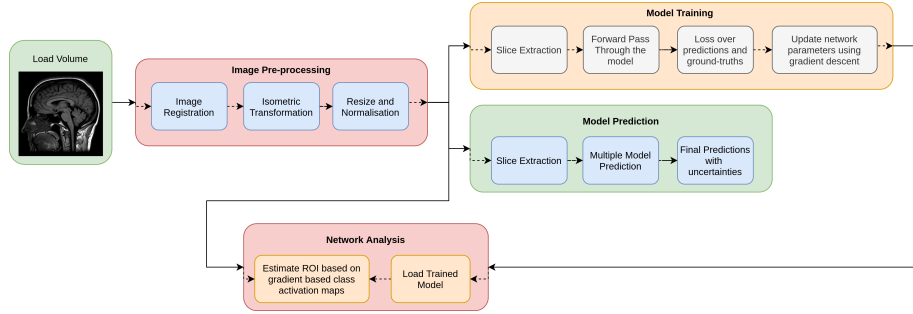 Load Volume
Image Pre-processing
Image
Registration
Isometric
Transformation
Resize and
Normalisation
Model Training
Slice Extraction
Forward Pass
Through the
model
Loss over
predictions and
ground-truths
Update network
parameters using
gradient descent
Model Prediction
Slice Extraction
Multiple Model
Prediction
Final Predictions
with
uncertainties
Network Analysis
Estimate ROI based on
gradient based class
activation maps
Load Trained
Model